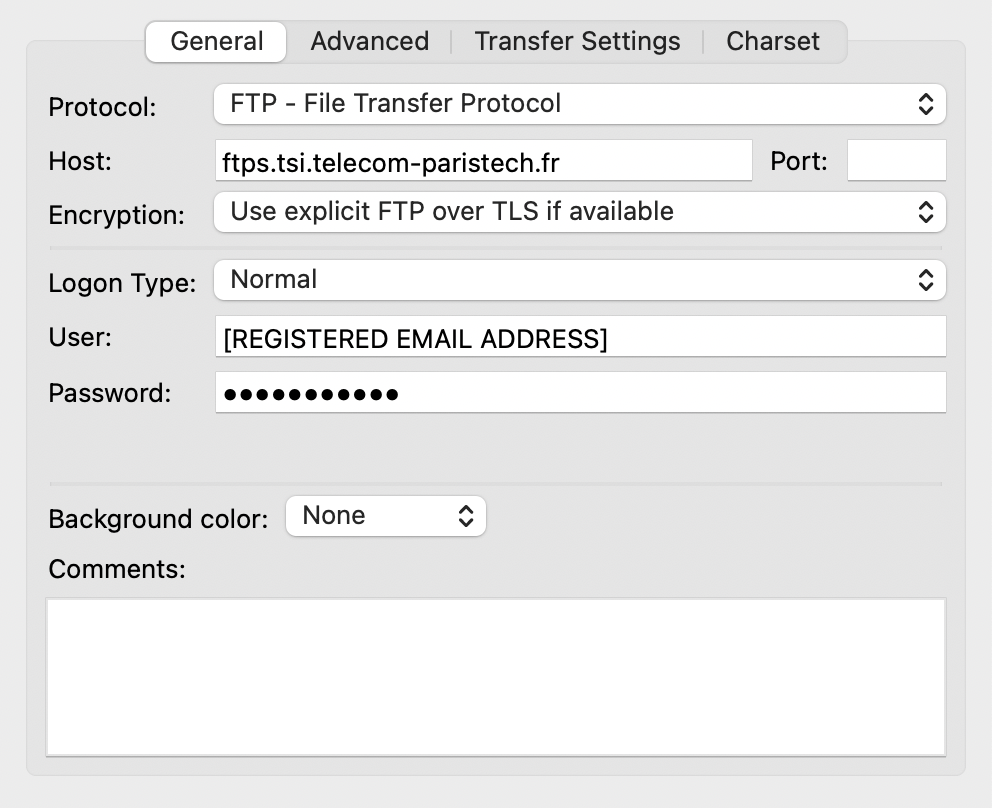 General Advanced Transfer Settings Charset
Protocol: FTP - File Transfer Protocol
Host: ftps.tsi.telecom-paristech.fr Port:
Encryption: Use explicit FTP over TLS if available
Logon Type: Normal
User: [REGISTERED EMAIL ADDRESS]
Password: ●●●●●●●●●●●
Background color: None
Comments: